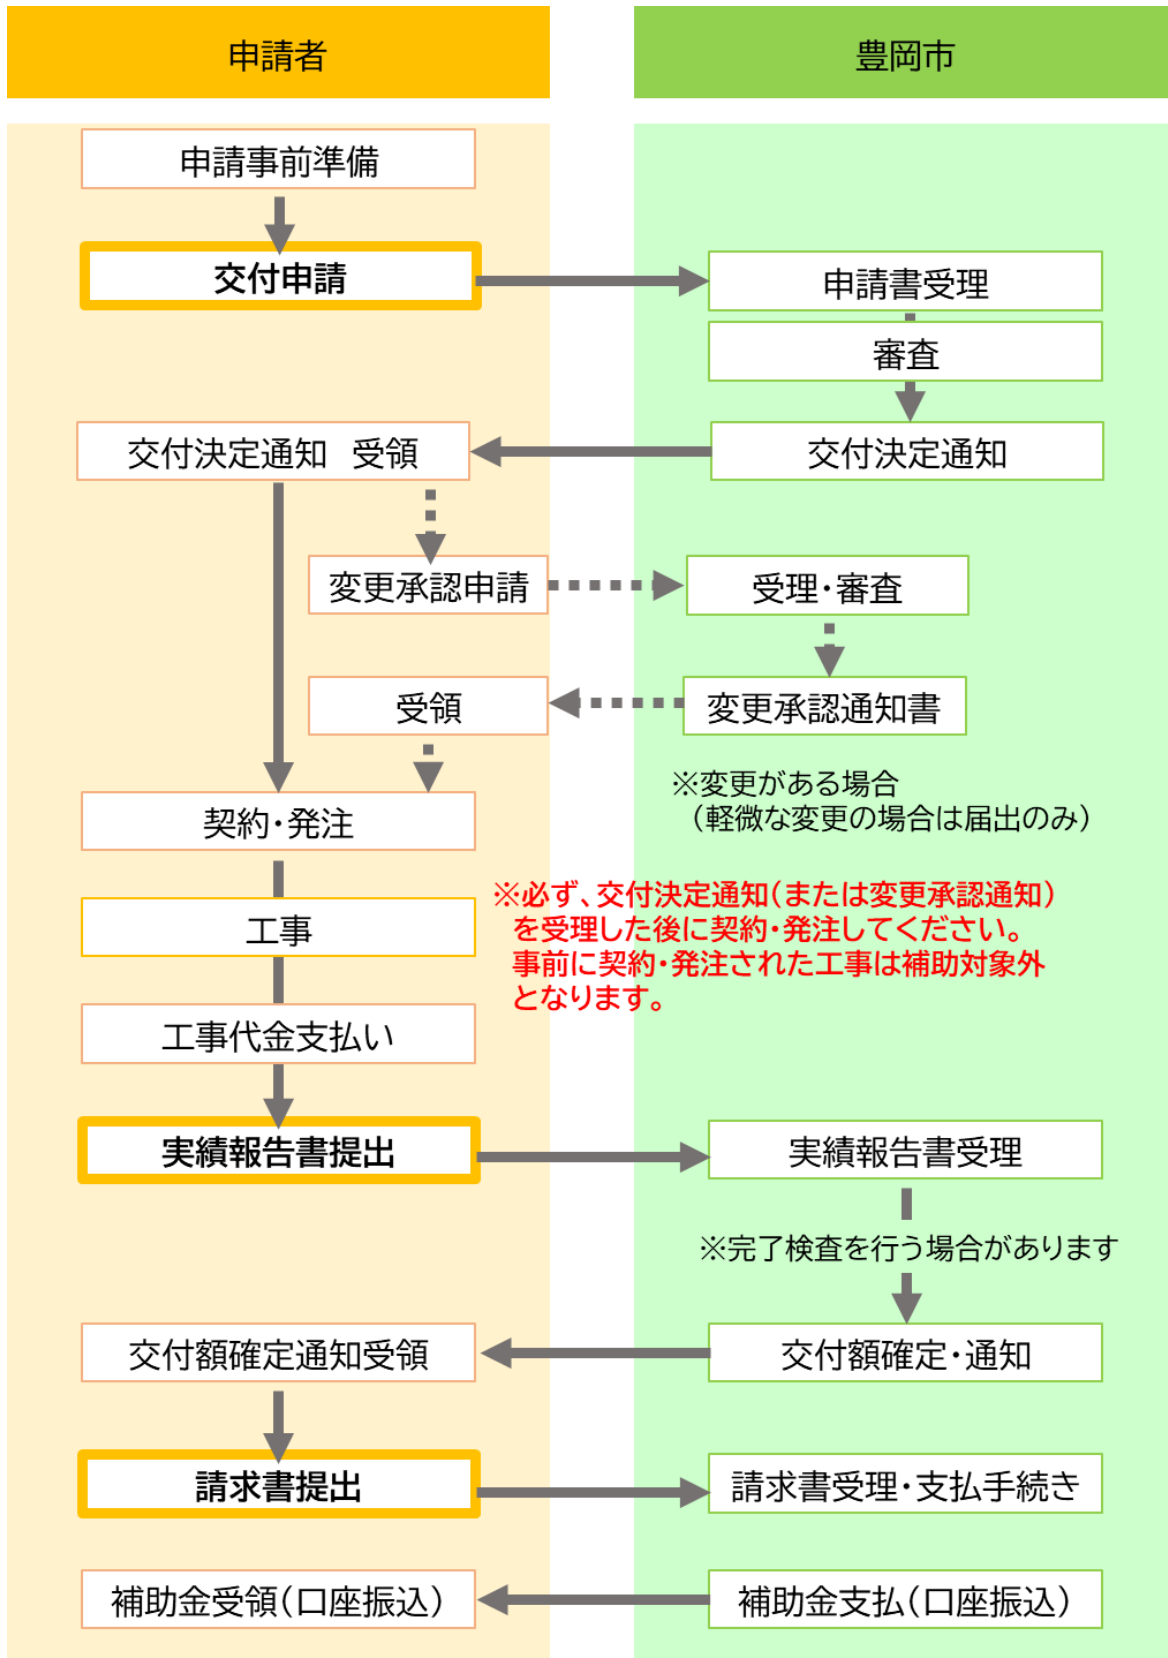 申請者
豊岡市
申請事前準備
交付申請
申請書受理
審査
交付決定通知　受領
交付決定通知
変更承認申請
受理・審査
受領
変更承認通知書
※変更がある場合
（軽微な変更の場合は届出のみ）
契約・発注
※必ず、交付決定通知（または変更承認通知）
を受理した後に契約・発注してください。
事前に契約・発注された工事は補助対象外
となります。
工事
工事代金支払い
実績報告書提出
実績報告書受理
※完了検査を行う場合があります
交付額確定通知受領
交付額確定・通知
請求書提出
請求書受理・支払手続き
補助金受領（口座振込）
補助金支払（口座振込）